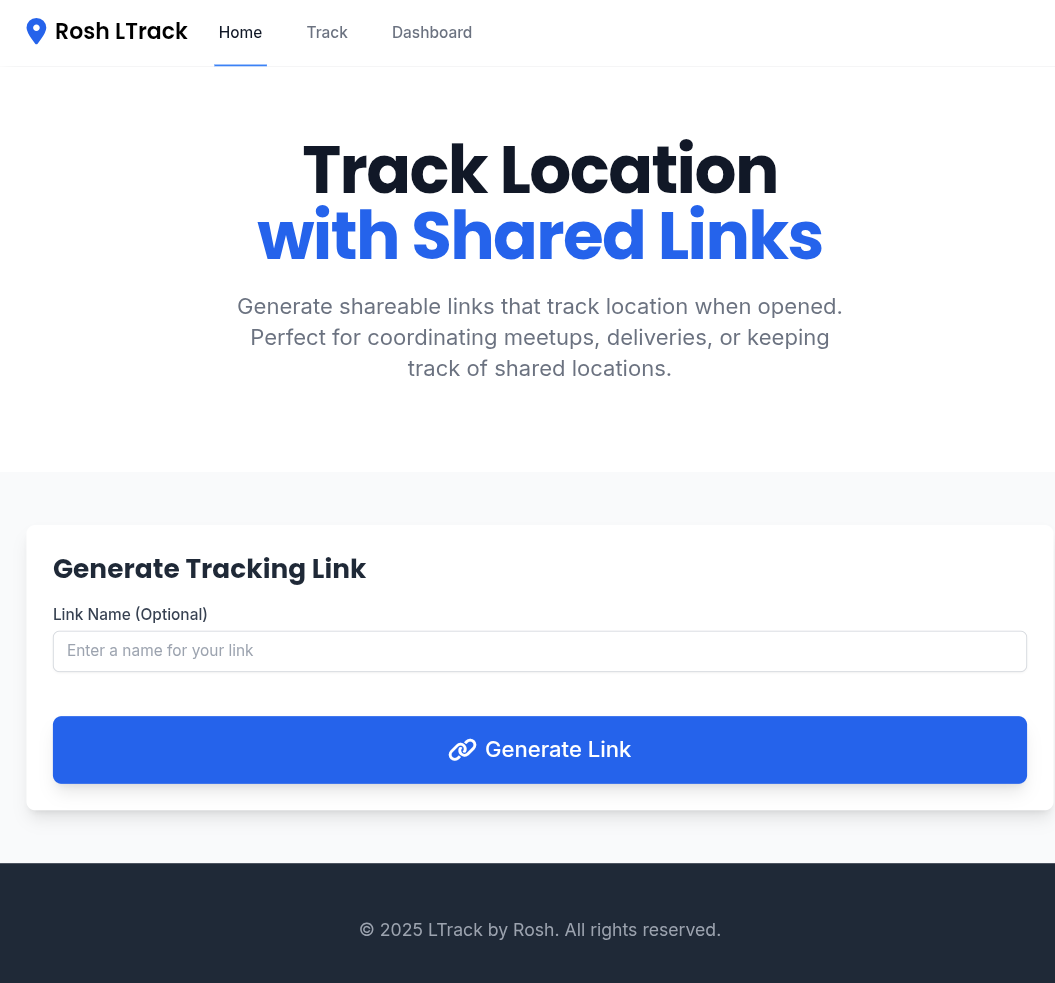 Rosh LTrack
Home
Track
Dashboard
Track Location
with Shared Links
Generate shareable links that track location when opened.
Perfect for coordinating meetups, deliveries, or keeping
track of shared locations.
Generate Tracking Link
Link Name (Optional)
Enter a name for your link
Generate Link
© 2025 LTrack by Rosh. All rights reserved.